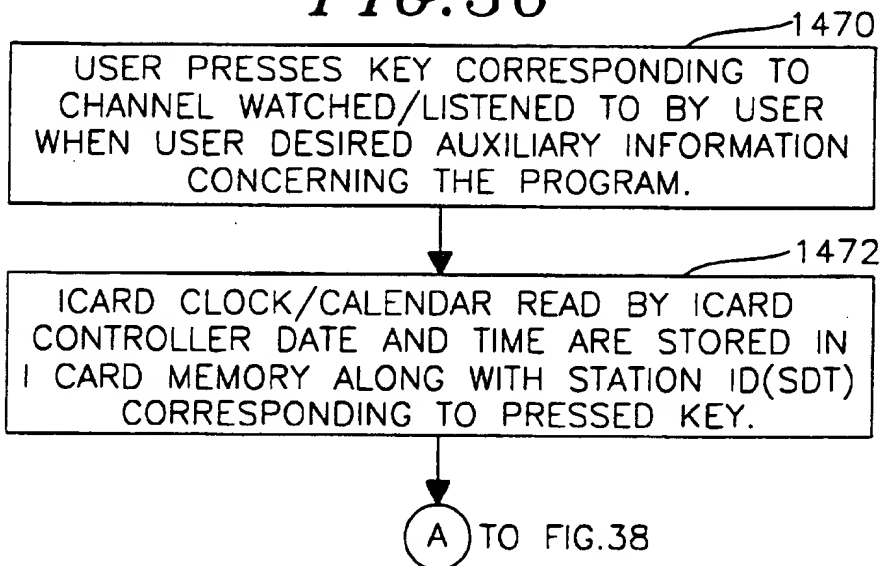 FIG.36
1470
USER PRESSES KEY CORRESPONDING TO
CHANNEL WATCHED/LISTENED TO BY USER
WHEN USER DESIRED AUXILIARY INFORMATION
CONCERNING THE PROGRAM.
1472
ICARD CLOCK/CALENDAR READ BY ICARD
CONTROLLER DATE AND TIME ARE STORED IN
I CARD MEMORY ALONG WITH STATION ID(SDT)
CORRESPONDING TO PRESSED KEY.
A TO FIG.38